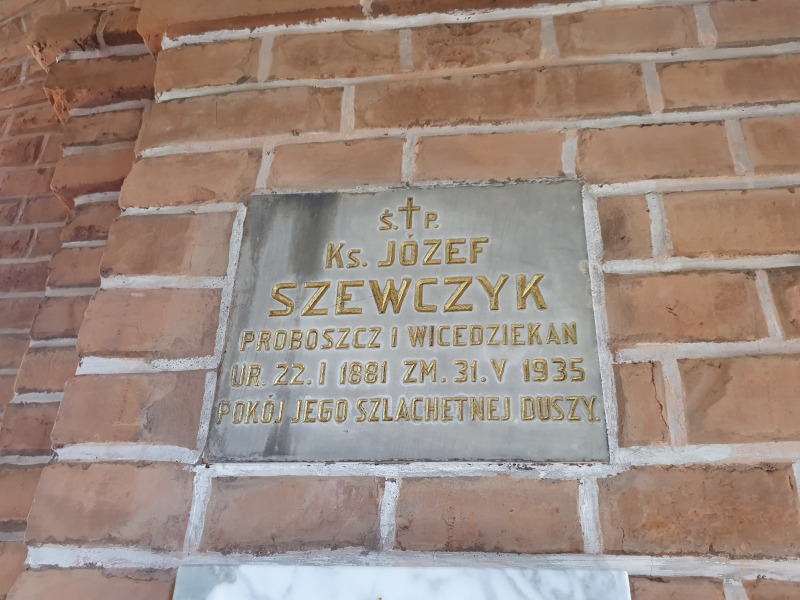 Ś.†P.
Ks. JÓZEF
SZEWCZYK
PROBOSZCZ I WICEDZIEKAN
UR. 22. I 1881 ZM. 31. V 1935
POKÓJ JEGO SZLACHETNEJ DUSZY.